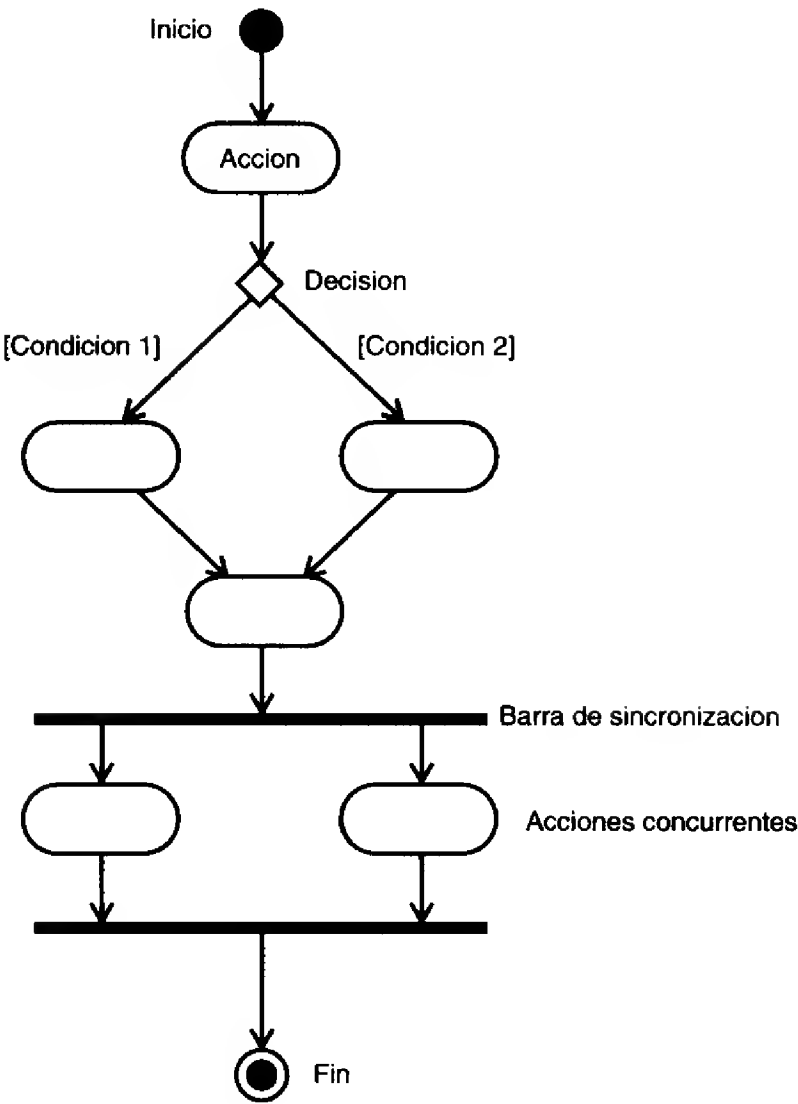 Inicio
Accion
Decision
[Condicion 1]
[Condicion 2]
Barra de sincronizacion
Acciones concurrentes
Fin